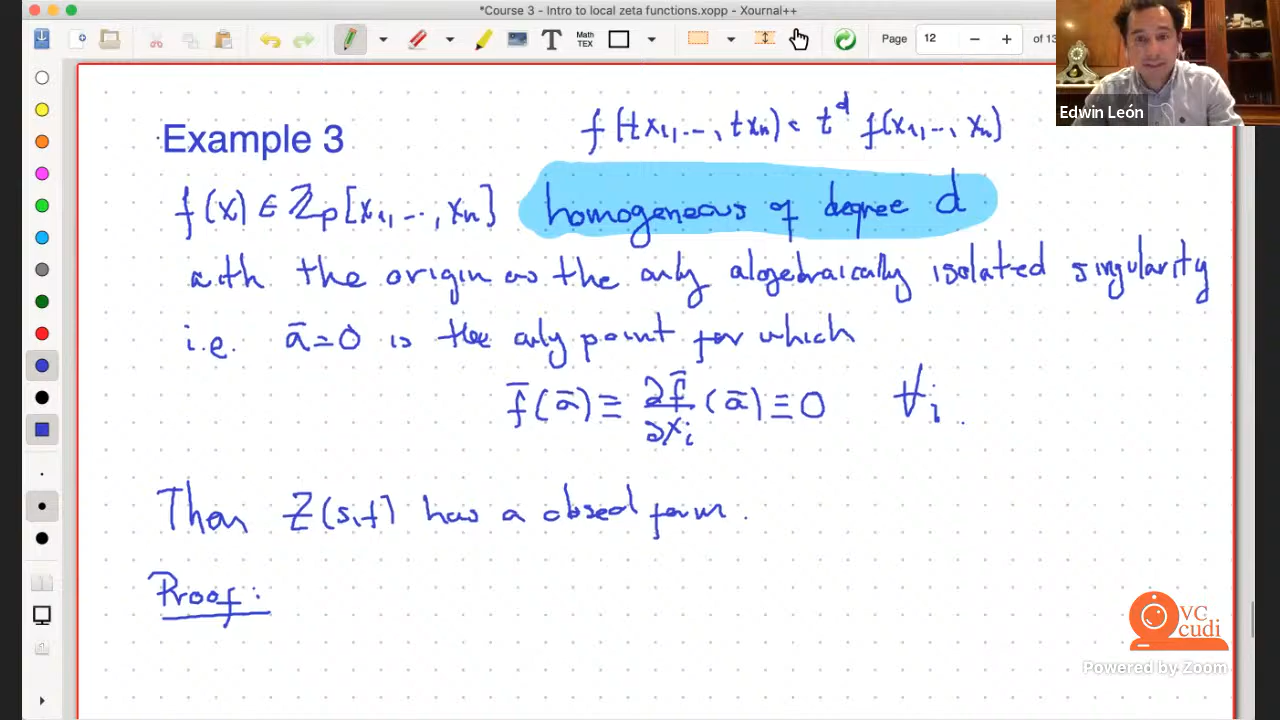 *Course 3 - Intro to local zeta functions.xopp - Xournal++
Math TEX
Page 12 of 13
Edwin León
f(tx₁,..,txₙ) = t^d f(x₁,..,xₙ)
Example 3
f(x) ∈ ℤₚ[x₁,..,xₙ] homogeneous of degree d
with the origin as the only algebraically isolated singularity
i.e. ā=0 is the only point for which
f̄(ā) ≡ ∂f̄/∂xᵢ (ā) ≡ 0 ∀i.
Then Z(s,f) has a closed form.
Proof:
VC
cudi
Powered by Zoom